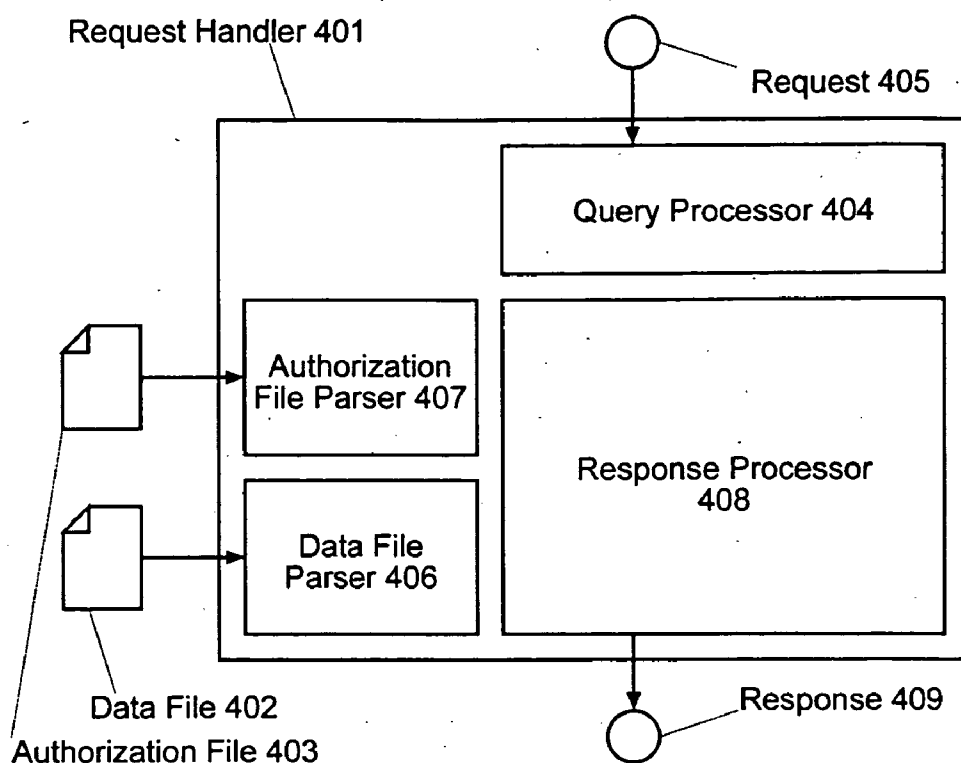 Request Handler 401
Request 405
Query Processor 404
Authorization
File Parser 407
Response Processor
408
Data File
Parser 406
Data File 402
Response 409
Authorization File 403